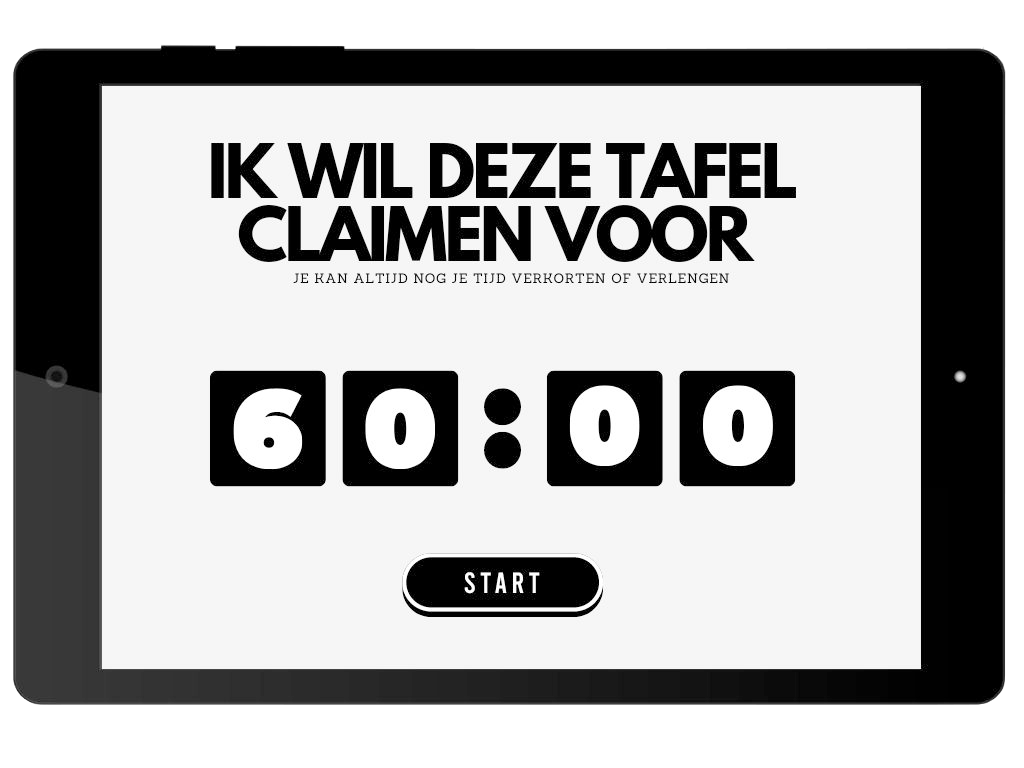 IK WIL DEZE TAFEL
CLAIMEN VOOR
JE KAN ALTIJD NOG JE TIJD VERKORTEN OF VERLENGEN
60:00
START